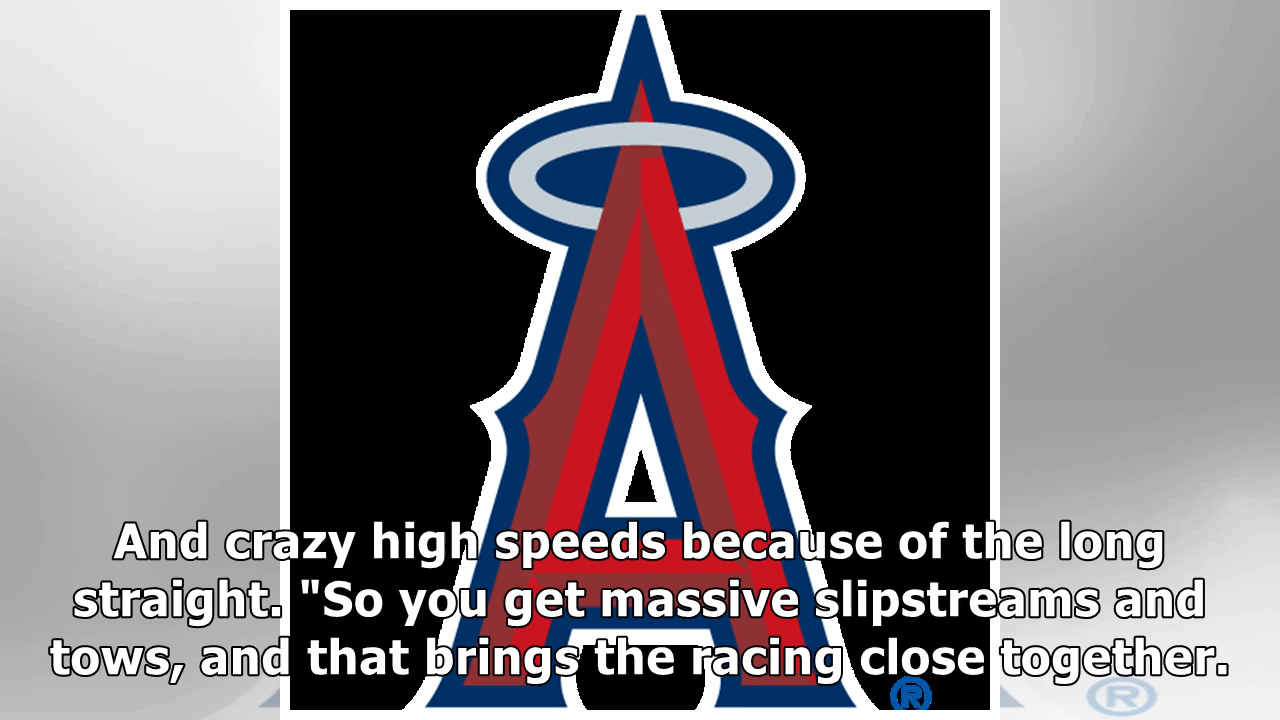 A
And crazy high speeds because of the long
straight. "So you get massive slipstreams and
tows, and that brings the racing close together.
®